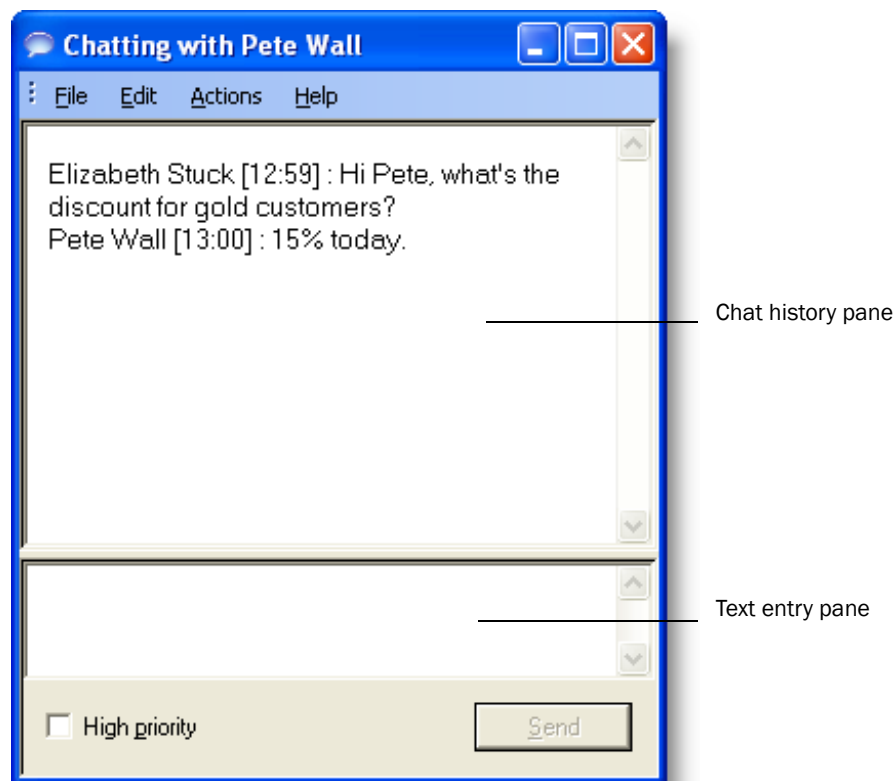 Chatting with Pete Wall
File Edit Actions Help
Elizabeth Stuck [12:59] : Hi Pete, what's the
discount for gold customers?
Pete Wall [13:00] : 15% today.
Chat history pane
Text entry pane
High priority
Send